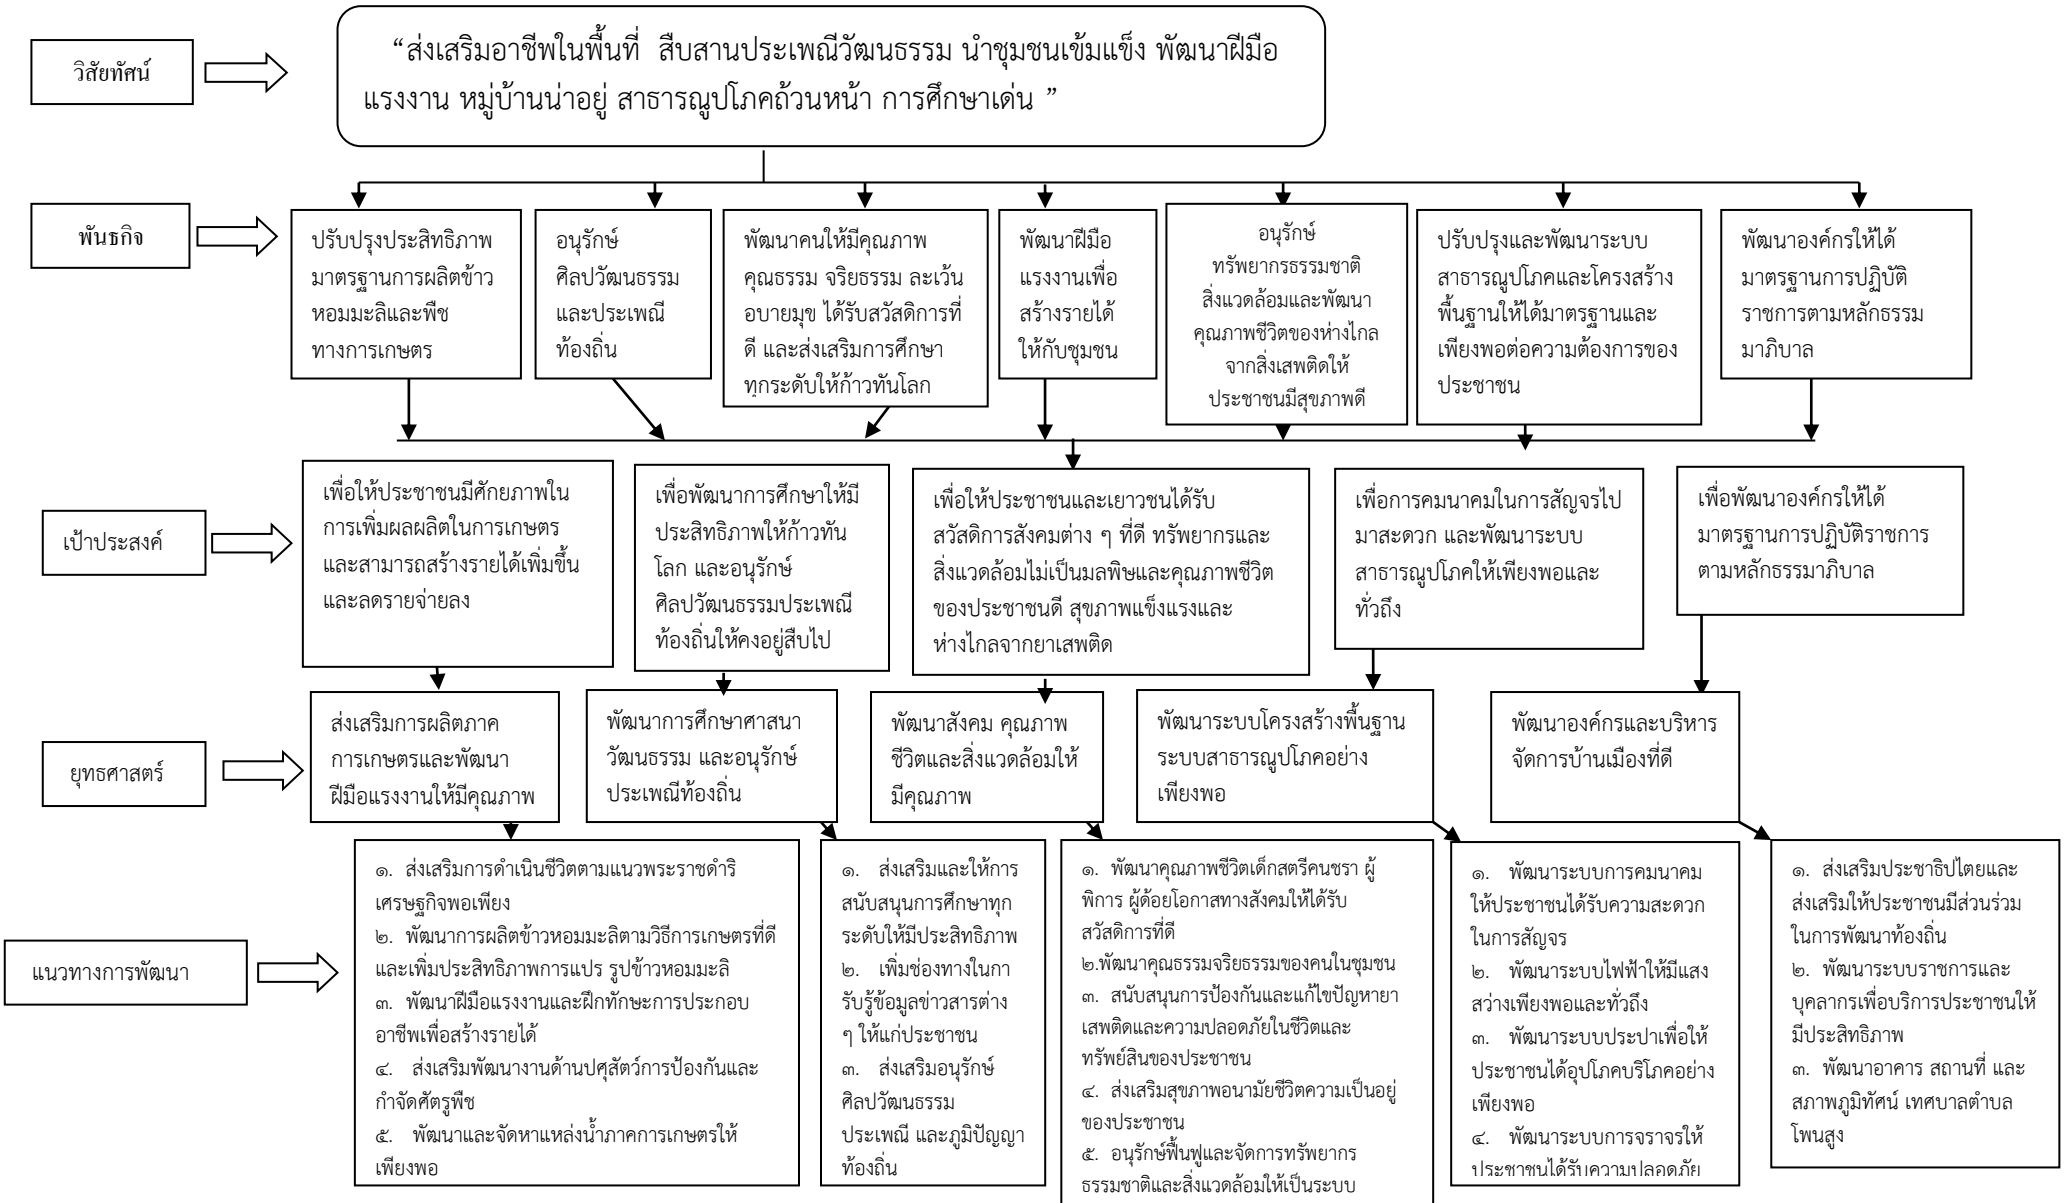 วิสัยทัศน์
“ส่งเสริมอาชีพในพื้นที่  สืบสานประเพณีวัฒนธรรม นำชุมชนเข้มแข็ง พัฒนาฝีมือ
แรงงาน หมู่บ้านน่าอยู่ สาธารณูปโภคถ้วนหน้า การศึกษาเด่น ”
พันธกิจ
ปรับปรุงประสิทธิภาพ
มาตรฐานการผลิตข้าว
หอมมะลิและพืช
ทางการเกษตร
อนุรักษ์
ศิลปวัฒนธรรม
และประเพณี
ท้องถิ่น
พัฒนาคนให้มีคุณภาพ
คุณธรรม จริยธรรม ละเว้น
อบายมุข ได้รับสวัสดิการที่
ดี และส่งเสริมการศึกษา
ทุกระดับให้ก้าวทันโลก
พัฒนาฝีมือ
แรงงานเพื่อ
สร้างรายได้
ให้กับชุมชน
อนุรักษ์
ทรัพยากรธรรมชาติ
สิ่งแวดล้อมและพัฒนา
คุณภาพชีวิตของห่างไกล
จากสิ่งเสพติดให้
ประชาชนมีสุขภาพดี
ปรับปรุงและพัฒนาระบบ
สาธารณูปโภคและโครงสร้าง
พื้นฐานให้ได้มาตรฐานและ
เพียงพอต่อความต้องการของ
ประชาชน
พัฒนาองค์กรให้ได้
มาตรฐานการปฏิบัติ
ราชการตามหลักธรรม
มาภิบาล
เป้าประสงค์
เพื่อให้ประชาชนมีศักยภาพใน
การเพิ่มผลผลิตในการเกษตร
และสามารถสร้างรายได้เพิ่มขึ้น
และลดรายจ่ายลง
เพื่อพัฒนาการศึกษาให้มี
ประสิทธิภาพให้ก้าวทัน
โลก และอนุรักษ์
ศิลปวัฒนธรรมประเพณี
ท้องถิ่นให้คงอยู่สืบไป
เพื่อให้ประชาชนและเยาวชนได้รับ
สวัสดิการสังคมต่าง ๆ ที่ดี ทรัพยากรและ
สิ่งแวดล้อมไม่เป็นมลพิษและคุณภาพชีวิต
ของประชาชนดี สุขภาพแข็งแรงและ
ห่างไกลจากยาเสพติด
เพื่อการคมนาคมในการสัญจรไป
มาสะดวก และพัฒนาระบบ
สาธารณูปโภคให้เพียงพอและ
ทั่วถึง
เพื่อพัฒนาองค์กรให้ได้
มาตรฐานการปฏิบัติราชการ
ตามหลักธรรมาภิบาล
ยุทธศาสตร์
ส่งเสริมการผลิตภาค
การเกษตรและพัฒนา
ฝีมือแรงงานให้มีคุณภาพ
พัฒนาการศึกษาศาสนา
วัฒนธรรม และอนุรักษ์
ประเพณีท้องถิ่น
พัฒนาสังคม คุณภาพ
ชีวิตและสิ่งแวดล้อมให้
มีคุณภาพ
พัฒนาระบบโครงสร้างพื้นฐาน
ระบบสาธารณูปโภคอย่าง
เพียงพอ
พัฒนาองค์กรและบริหาร
จัดการบ้านเมืองที่ดี
แนวทางการพัฒนา
๑.  ส่งเสริมการดำเนินชีวิตตามแนวพระราชดำริ
เศรษฐกิจพอเพียง
๒.  พัฒนาการผลิตข้าวหอมมะลิตามวิธีการเกษตรที่ดี
และเพิ่มประสิทธิภาพการแปร รูปข้าวหอมมะลิ
๓.  พัฒนาฝีมือแรงงานและฝึกทักษะการประกอบ
อาชีพเพื่อสร้างรายได้
๔.   ส่งเสริมพัฒนางานด้านปศุสัตว์การป้องกันและ
กำจัดศัตรูพืช
๕.   พัฒนาและจัดหาแหล่งน้ำภาคการเกษตรให้
เพียงพอ
๑.   ส่งเสริมและให้การ
สนับสนุนการศึกษาทุก
ระดับให้มีประสิทธิภาพ
๒.   เพิ่มช่องทางในกา
รับรู้ข้อมูลข่าวสารต่าง
ๆ ให้แก่ประชาชน
๓.   ส่งเสริมอนุรักษ์
ศิลปวัฒนธรรม
ประเพณี และภูมิปัญญา
ท้องถิ่น
๑.  พัฒนาคุณภาพชีวิตเด็กสตรีคนชรา ผู้
พิการ ผู้ด้อยโอกาสทางสังคมให้ได้รับ
สวัสดิการที่ดี
๒.พัฒนาคุณธรรมจริยธรรมของคนในชุมชน
๓.  สนับสนุนการป้องกันและแก้ไขปัญหายา
เสพติดและความปลอดภัยในชีวิตและ
ทรัพย์สินของประชาชน
๔.  ส่งเสริมสุขภาพอนามัยชีวิตความเป็นอยู่
ของประชาชน
๕.  อนุรักษ์ฟื้นฟูและจัดการทรัพยากร
ธรรมชาติและสิ่งแวดล้อมให้เป็นระบบ
๑.   พัฒนาระบบการคมนาคม
ให้ประชาชนได้รับความสะดวก
ในการสัญจร
๒.   พัฒนาระบบไฟฟ้าให้มีแสง
สว่างเพียงพอและทั่วถึง
๓.   พัฒนาระบบประปาเพื่อให้
ประชาชนได้อุปโภคบริโภคอย่าง
เพียงพอ
๔.   พัฒนาระบบการจราจรให้
ประชาชนได้รับความปลอดภัย
๑.  ส่งเสริมประชาธิปไตยและ
ส่งเสริมให้ประชาชนมีส่วนร่วม
ในการพัฒนาท้องถิ่น
๒.  พัฒนาระบบราชการและ
บุคลากรเพื่อบริการประชาชนให้
มีประสิทธิภาพ
๓.  พัฒนาอาคาร สถานที่ และ
สภาพภูมิทัศน์ เทศบาลตำบล
โพนสูง